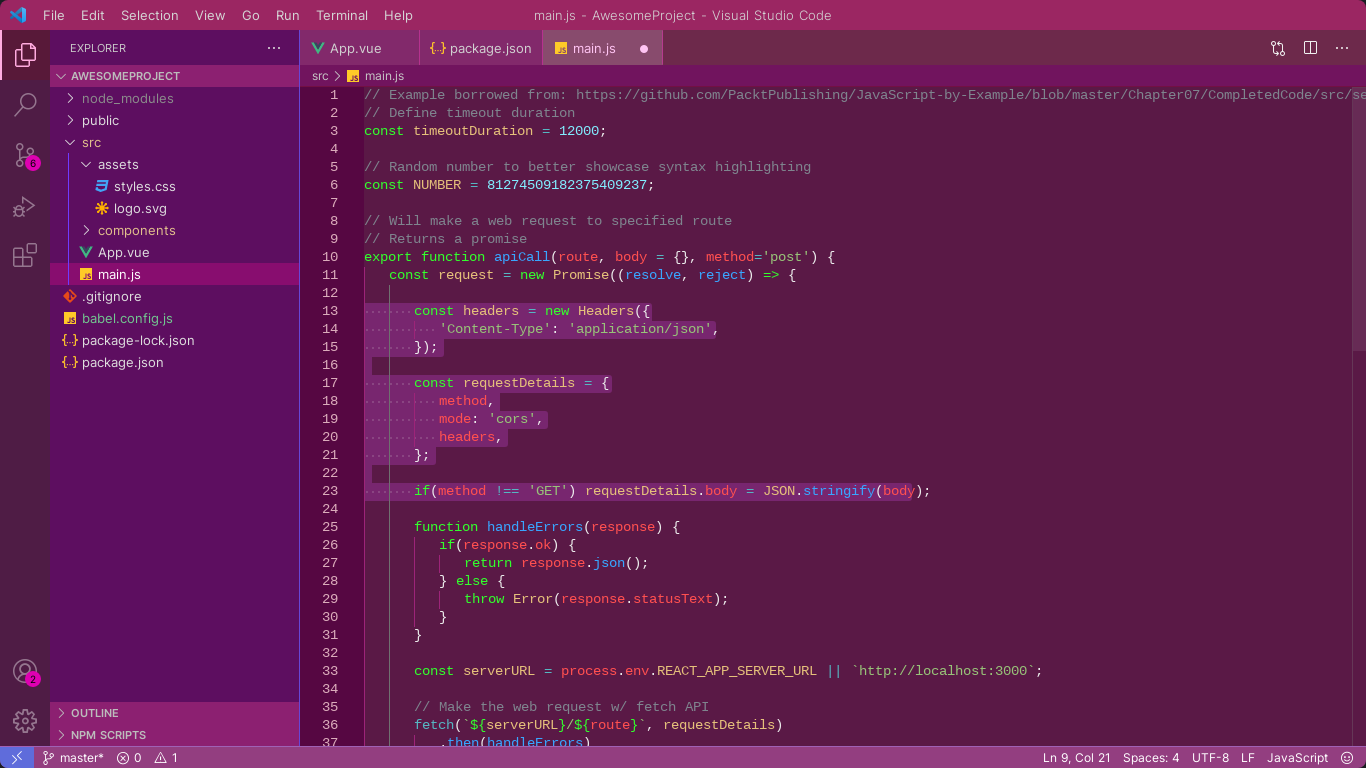 File Edit Selection View Go Run Terminal Help
main.js - AwesomeProject - Visual Studio Code
EXPLORER
AWESOMEPROJECT
node_modules
public
src
assets
styles.css
logo.svg
components
App.vue
main.js
.gitignore
babel.config.js
package-lock.json
package.json
OUTLINE
NPM SCRIPTS
6
2
App.vue
{..} package.json
JS main.js
src > JS main.js
1 // Example borrowed from: https://github.com/PacktPublishing/JavaScript-by-Example/blob/master/Chapter07/CompletedCode/src/se
2 // Define timeout duration
3 const timeoutDuration = 12000;
4
5 // Random number to better showcase syntax highlighting
6 const NUMBER = 81274509182375409237;
7
8 // Will make a web request to specified route
9 // Returns a promise
10 export function apiCall(route, body = {}, method='post') {
11 const request = new Promise((resolve, reject) => {
12
13 const headers = new Headers({
14 'Content-Type': 'application/json',
15 });
16
17 const requestDetails = {
18 method,
19 mode: 'cors',
20 headers,
21 };
22
23 if(method !== 'GET') requestDetails.body = JSON.stringify(body);
24
25 function handleErrors(response) {
26 if(response.ok) {
27 return response.json();
28 } else {
29 throw Error(response.statusText);
30 }
31 }
32
33 const serverURL = process.env.REACT_APP_SERVER_URL || `http://localhost:3000`;
34
35 // Make the web request w/ fetch API
36 fetch(`${serverURL}/${route}`, requestDetails)
37 .then(handleErrors)
master* 0 1
Ln 9, Col 21 Spaces: 4 UTF-8 LF JavaScript